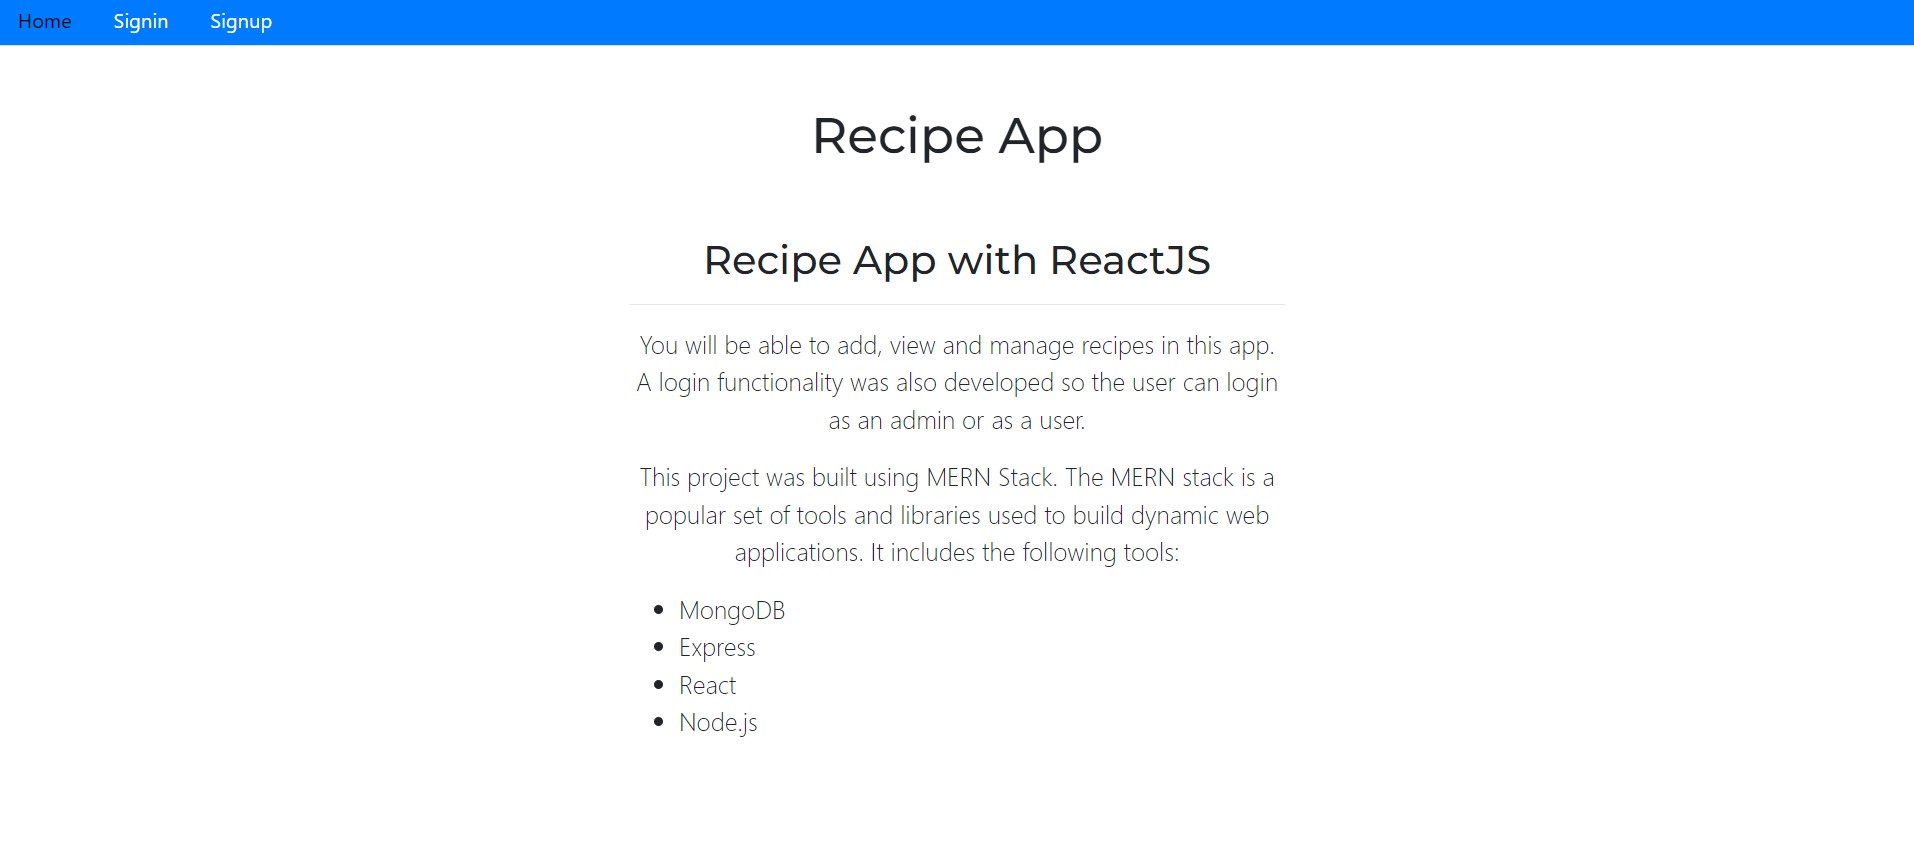 Home Signin Signup
Recipe App
Recipe App with ReactJS
You will be able to add, view and manage recipes in this app.
A login functionality was also developed so the user can login
as an admin or as a user.
This project was built using MERN Stack. The MERN stack is a
popular set of tools and libraries used to build dynamic web
applications. It includes the following tools:
MongoDB
Express
React
Node.js